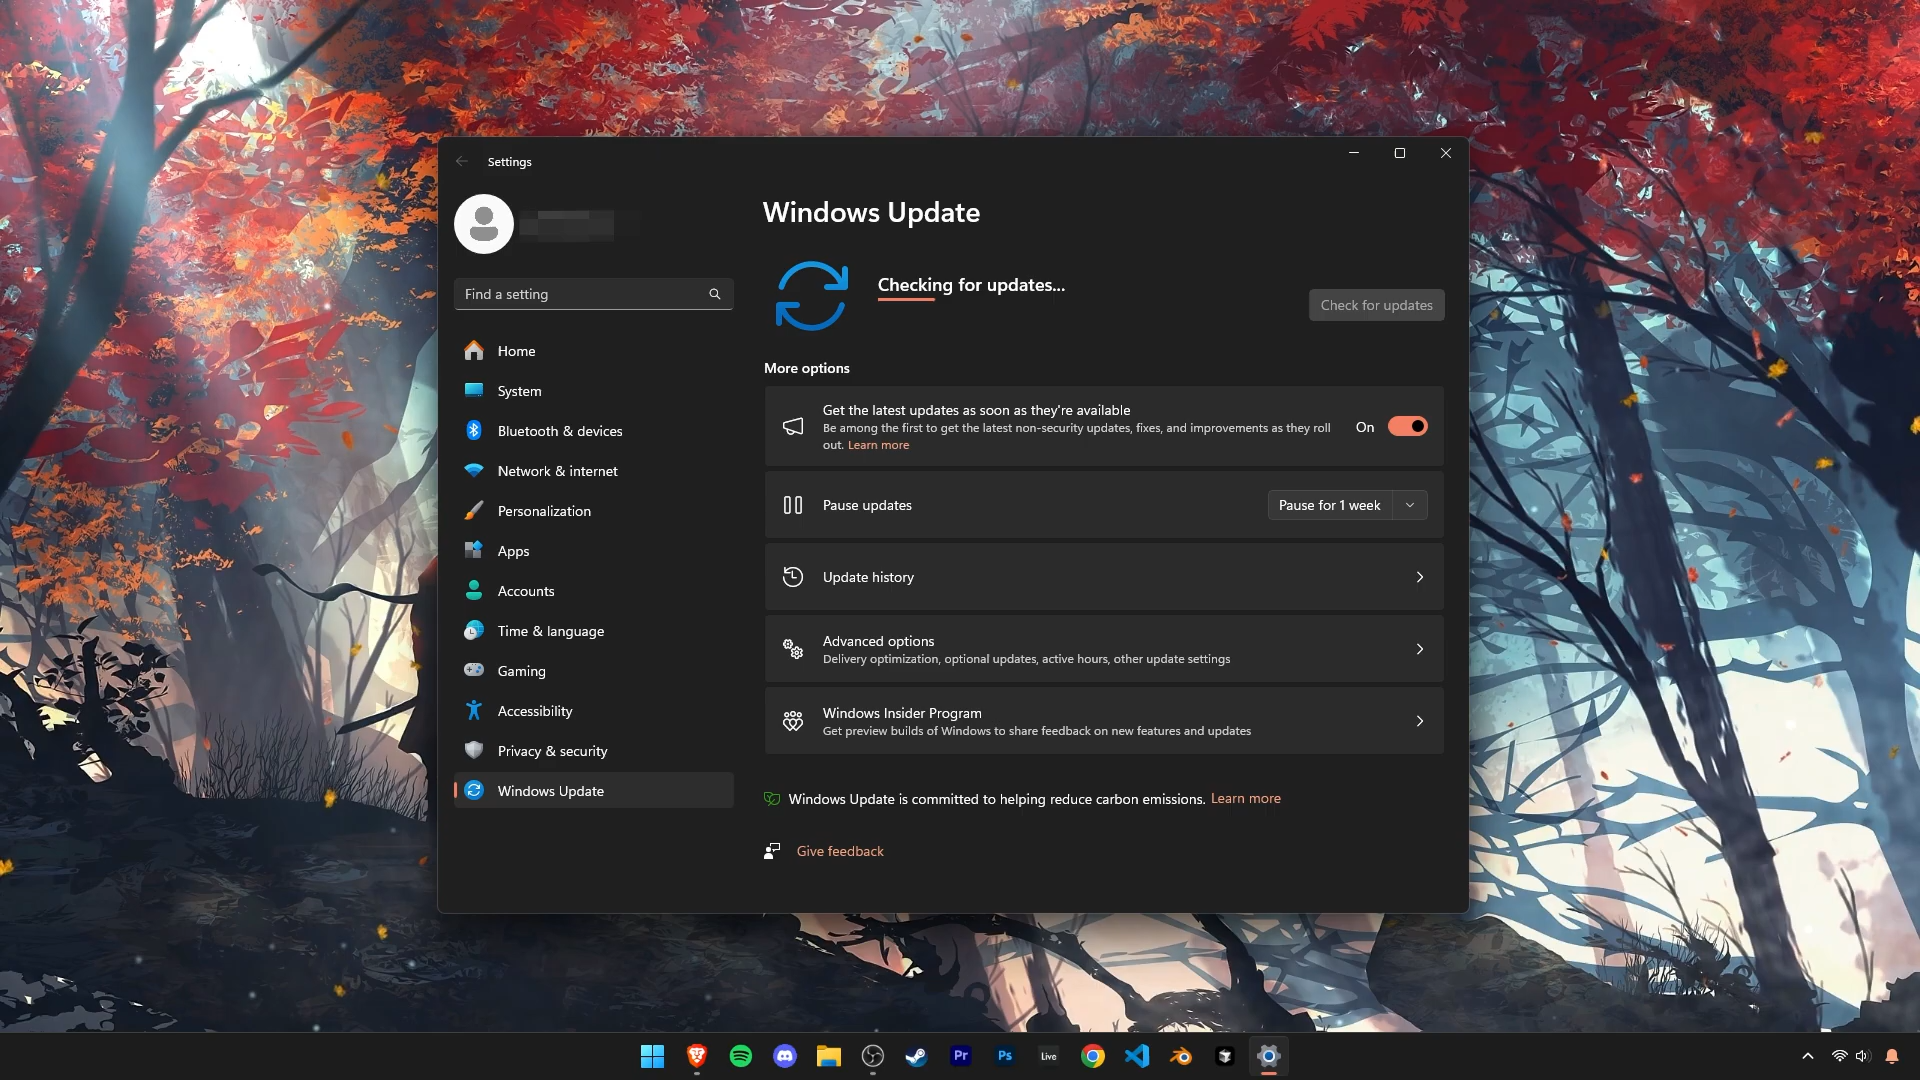 Settings
Find a setting
Home
System
Bluetooth & devices
Network & internet
Personalization
Apps
Accounts
Time & language
Gaming
Accessibility
Privacy & security
Windows Update
Windows Update
Checking for updates...
Check for updates
More options
Get the latest updates as soon as they're available
Be among the first to get the latest non-security updates, fixes, and improvements as they roll
out. Learn more
On
Pause updates
Pause for 1 week
Update history
Advanced options
Delivery optimization, optional updates, active hours, other update settings
Windows Insider Program
Get preview builds of Windows to share feedback on new features and updates
Windows Update is committed to helping reduce carbon emissions. Learn more
Give feedback
Pr
Ps
Live